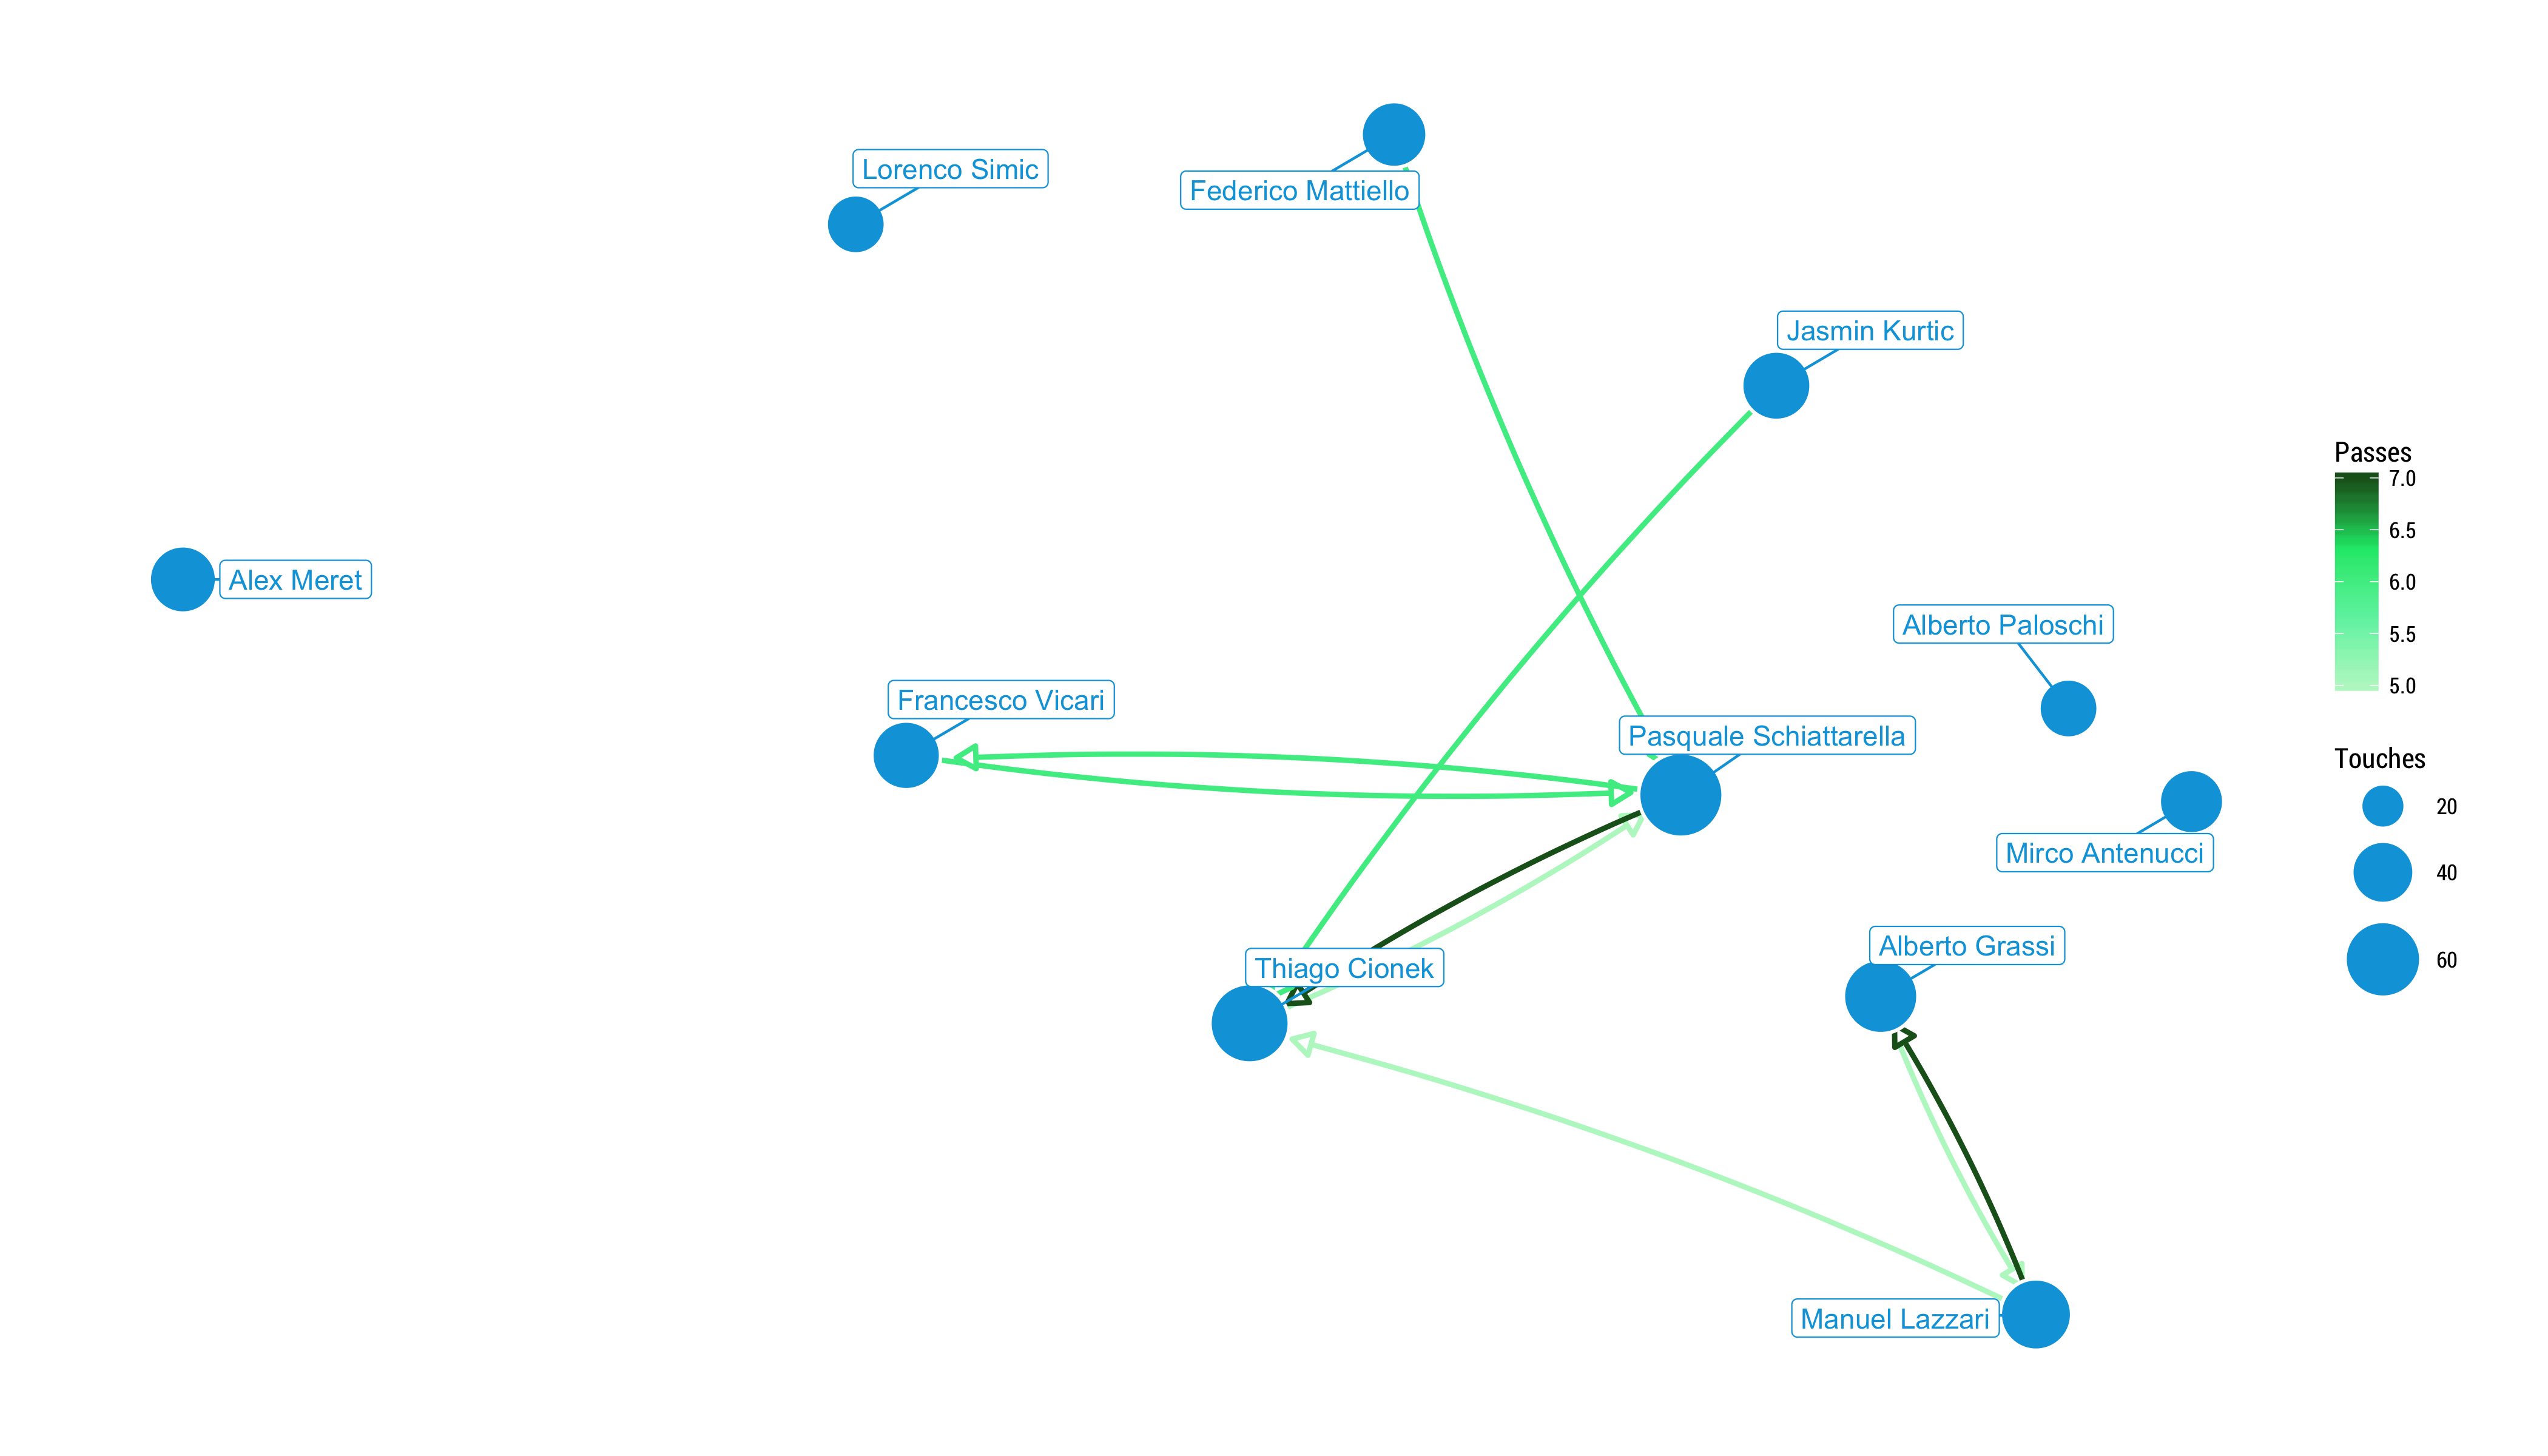 Lorenco Simic
Federico Mattiello
Jasmin Kurtic
Alex Meret
Alberto Paloschi
Francesco Vicari
Pasquale Schiattarella
Mirco Antenucci
Alberto Grassi
Thiago Cionek
Manuel Lazzari
Passes
7.0
6.5
6.0
5.5
5.0
Touches
20
40
60